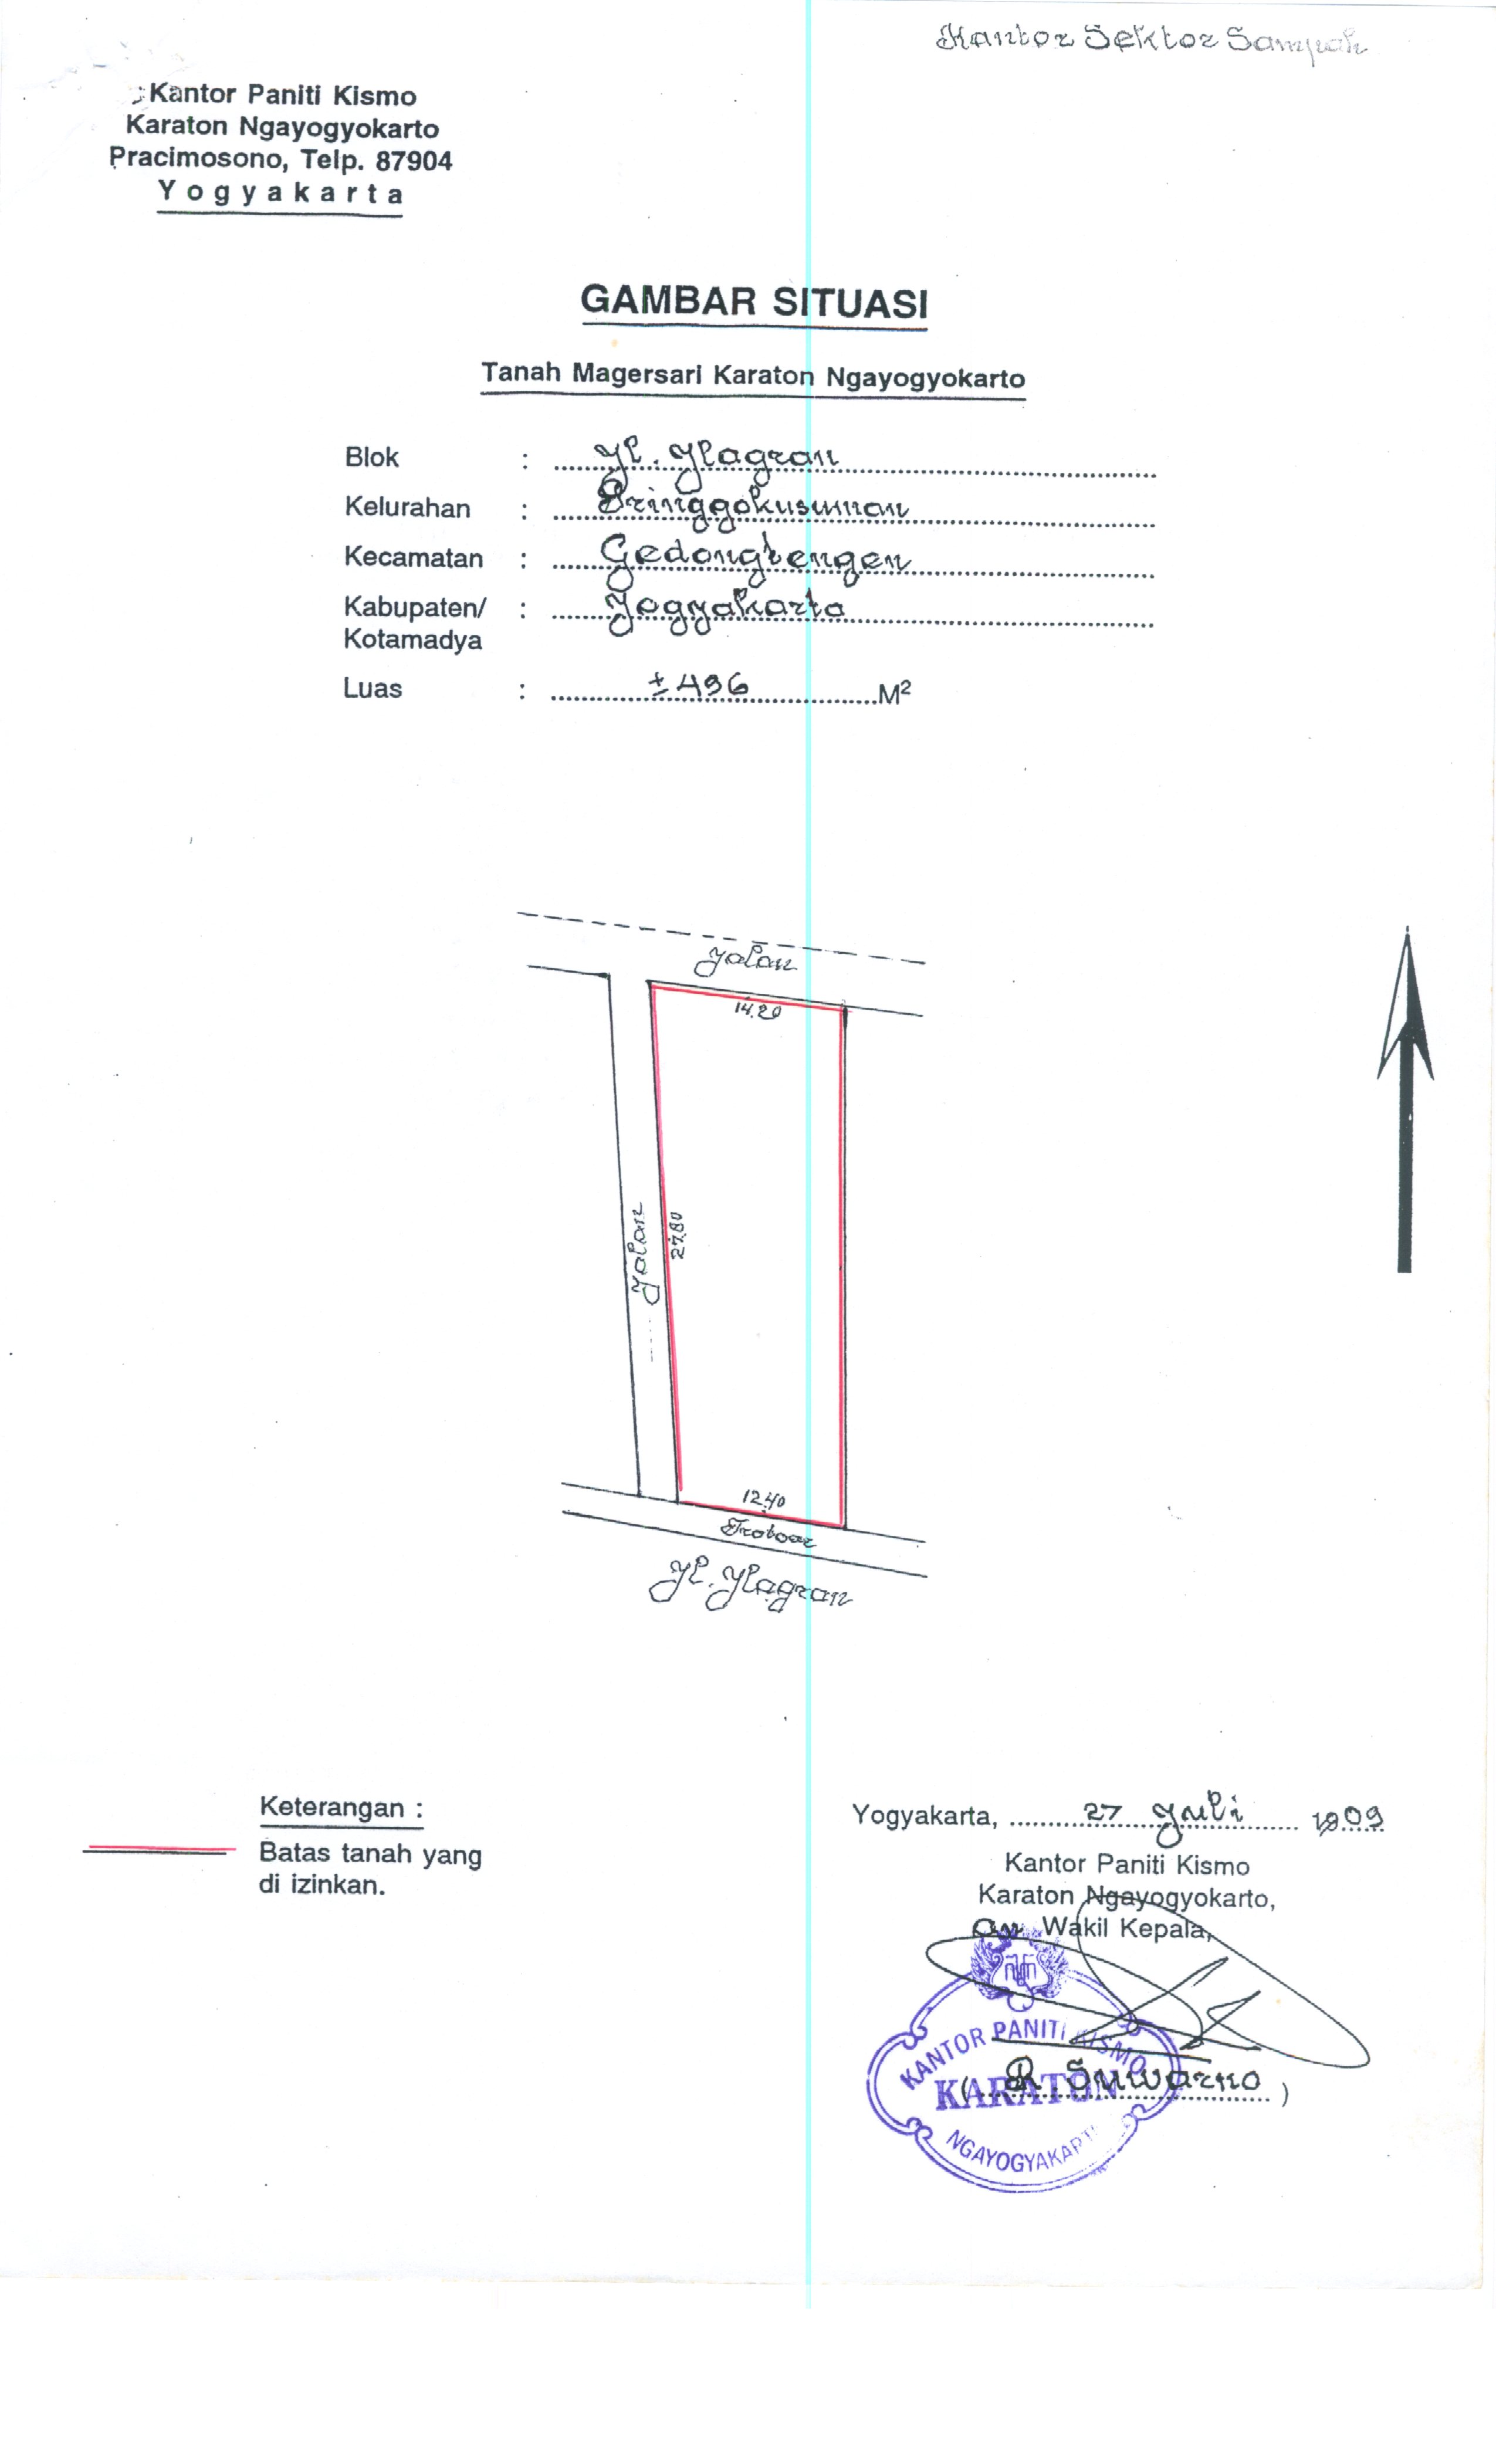 Kantor Sektor Sampah
Kantor Paniti Kismo
Karaton Ngayogyokarto
Pracimosono, Telp. 87904
Yogyakarta
GAMBAR SITUASI
Tanah Magersari Karaton Ngayogyokarto
Blok : Jl. Jlagran
Kelurahan : Pringgokusuman
Kecamatan : Gedongtengen
Kabupaten/ : Yogyakarta
Kotamadya
Luas : ± 496 M²
Jalan
14.20
Jalan
27.80
12.40
Trotoar
Jl. Jlagran
Keterangan :
Batas tanah yang
di izinkan.
Yogyakarta, 27 Juli
Kantor Paniti Kismo
Karaton Ngayogyokarto,
an Wakil Kepala,
KANTOR PANITI KISMO
KARATON
( R Suwarno )